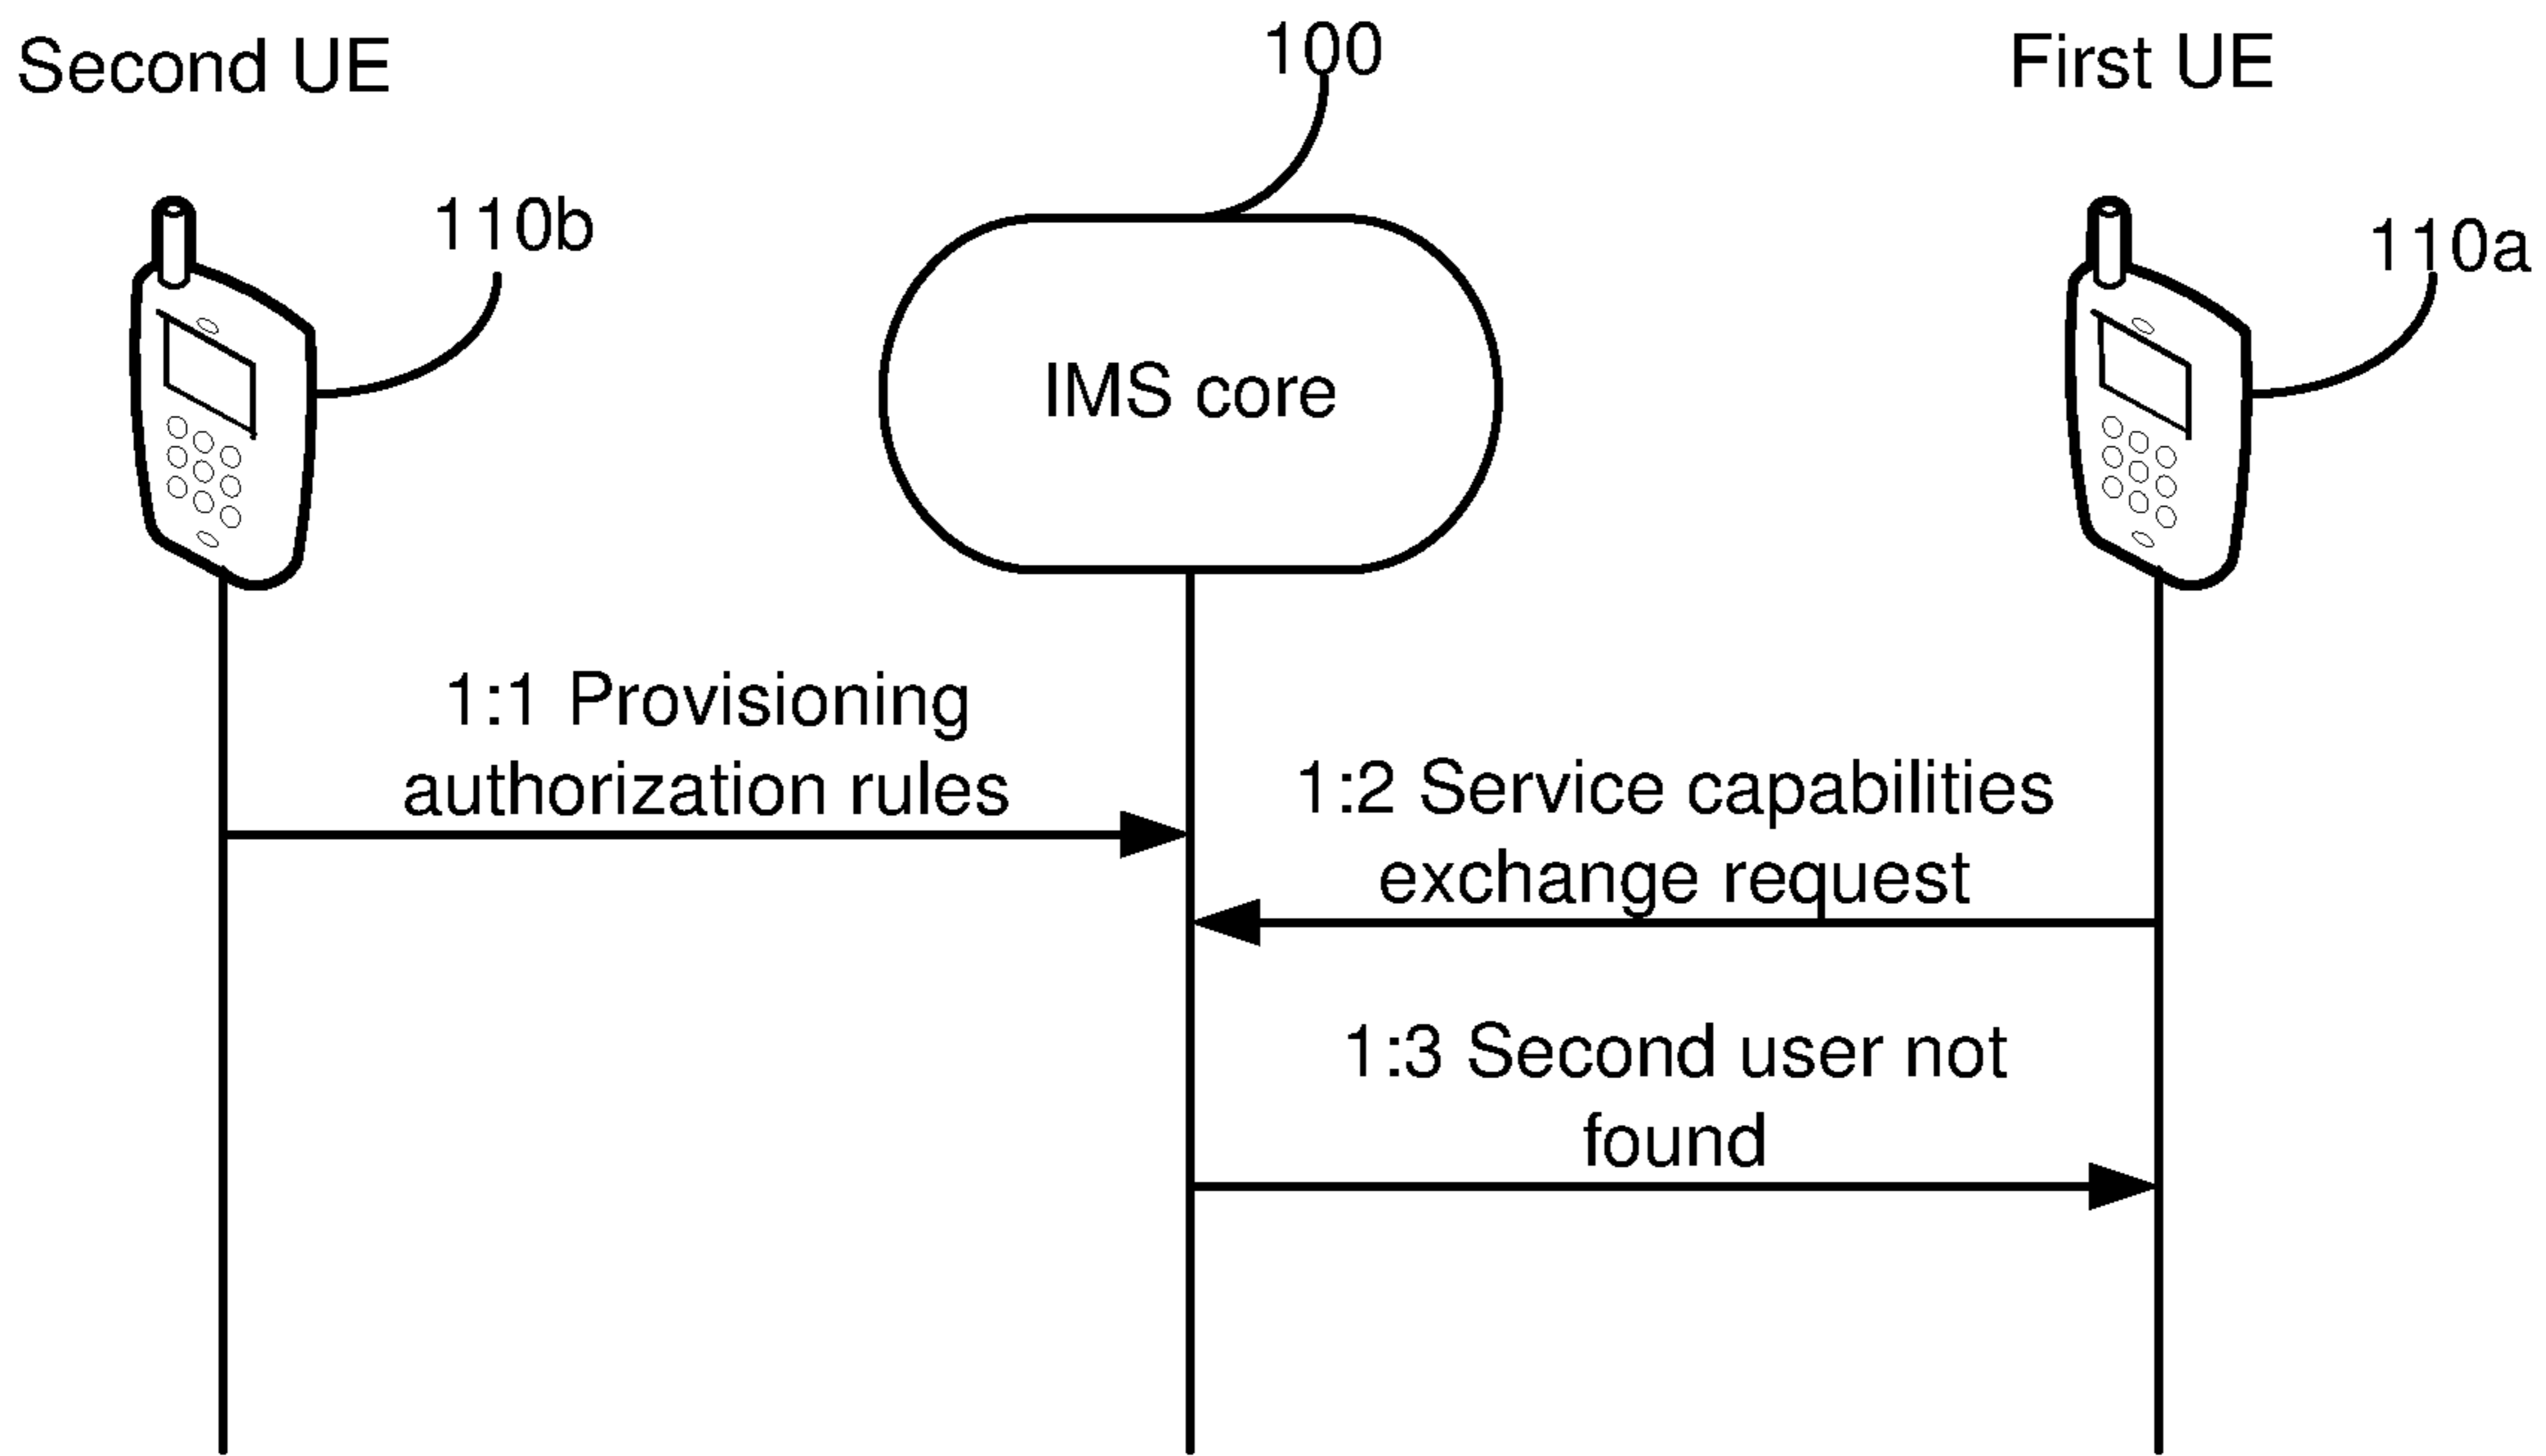 Second UE
100
First UE
110b
110a
IMS core
1:1 Provisioning
authorization rules
1:2 Service capabilities
exchange request
1:3 Second user not
found